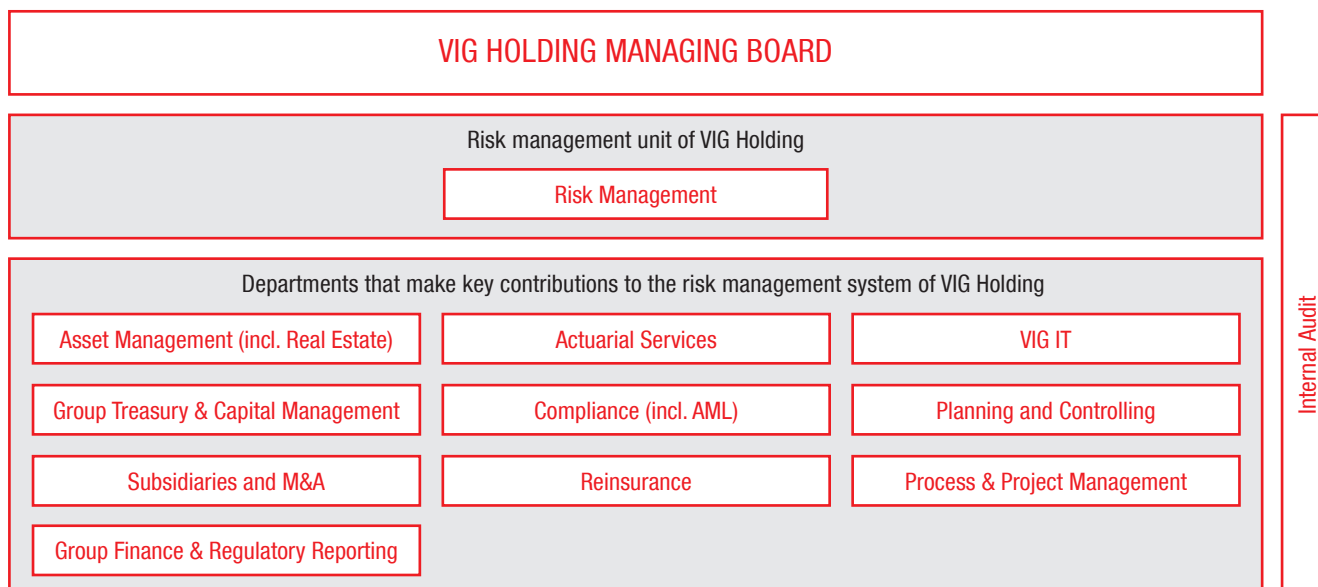 VIG HOLDING MANAGING BOARD
Risk management unit of VIG Holding
Risk Management
Departments that make key contributions to the risk management system of VIG Holding
Asset Management (incl. Real Estate)
Actuarial Services
VIG IT
Group Treasury & Capital Management
Compliance (incl. AML)
Planning and Controlling
Subsidiaries and M&A
Reinsurance
Process & Project Management
Group Finance & Regulatory Reporting
Internal Audit